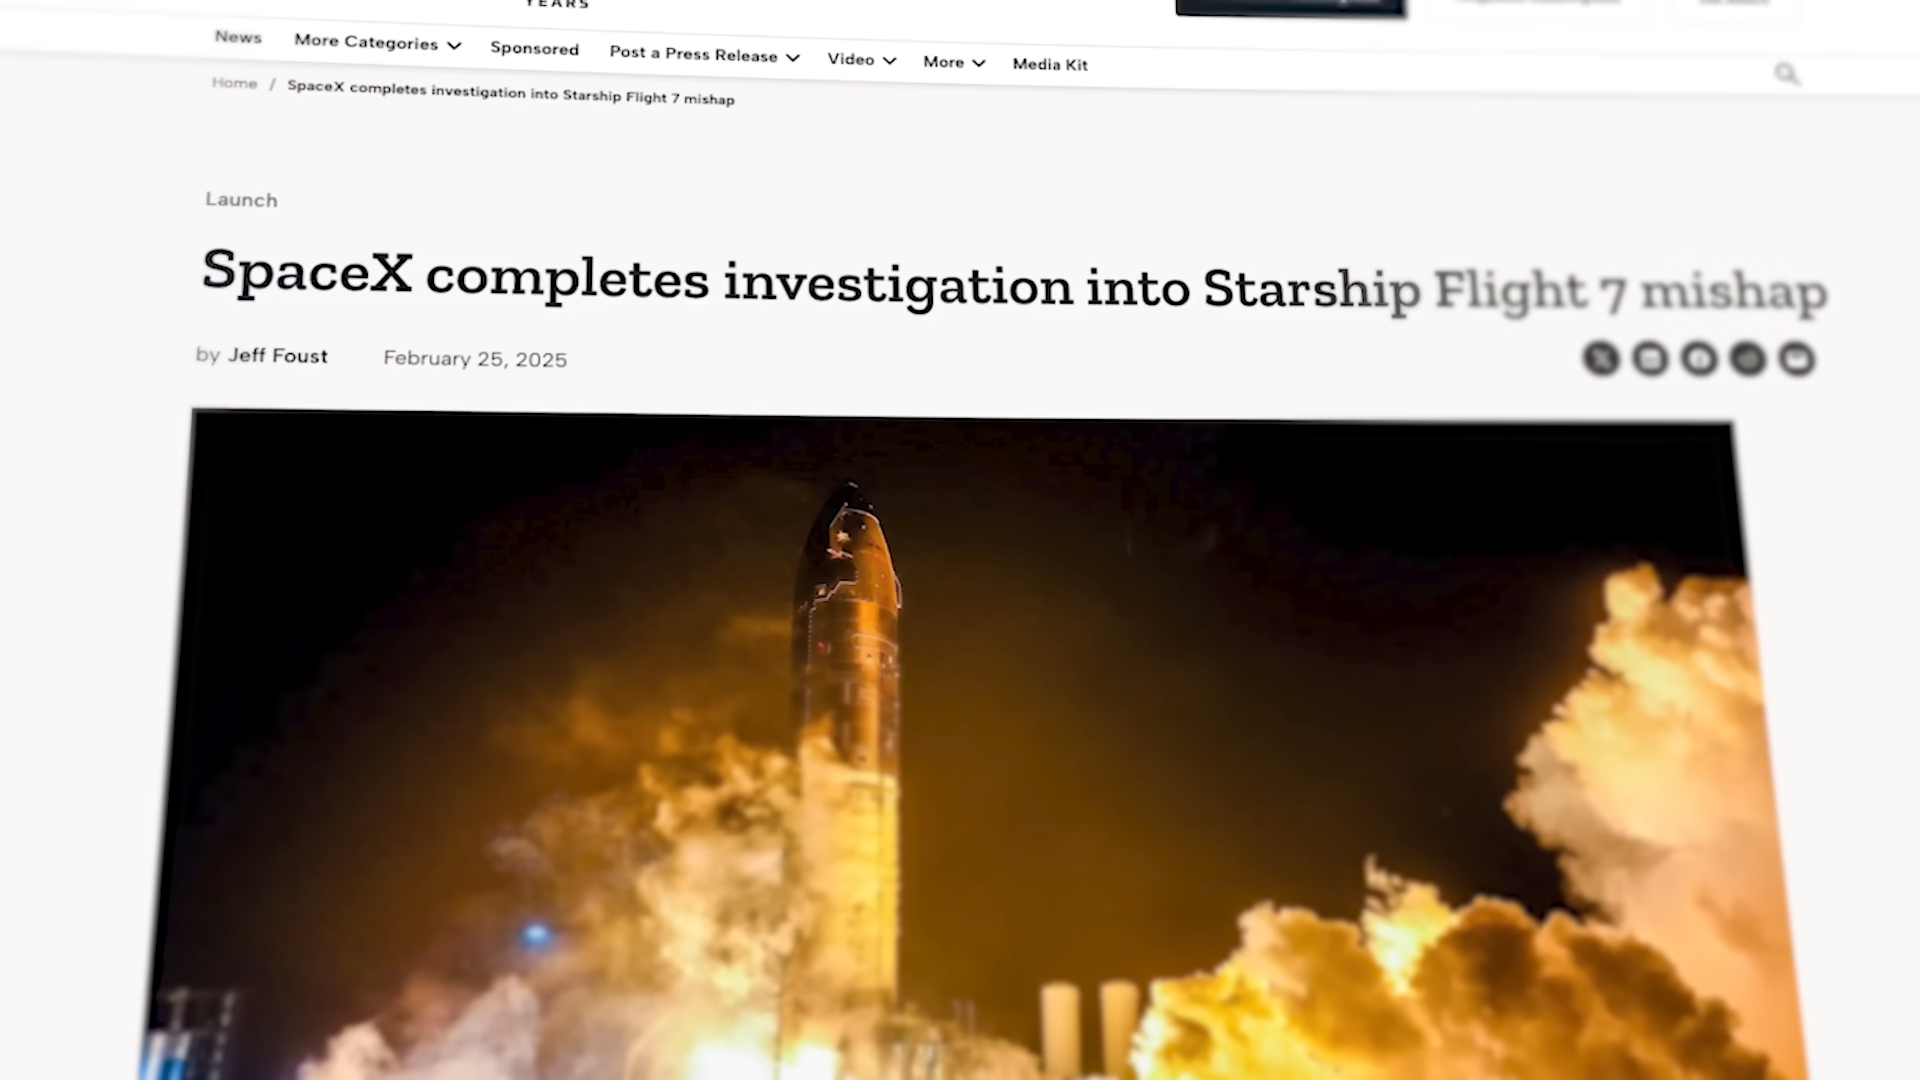 YEARS
News More Categories Sponsored Post a Press Release Video More Media Kit
Home / SpaceX completes investigation into Starship Flight 7 mishap
Launch
SpaceX completes investigation into Starship Flight 7 mishap
by Jeff Foust February 25, 2025